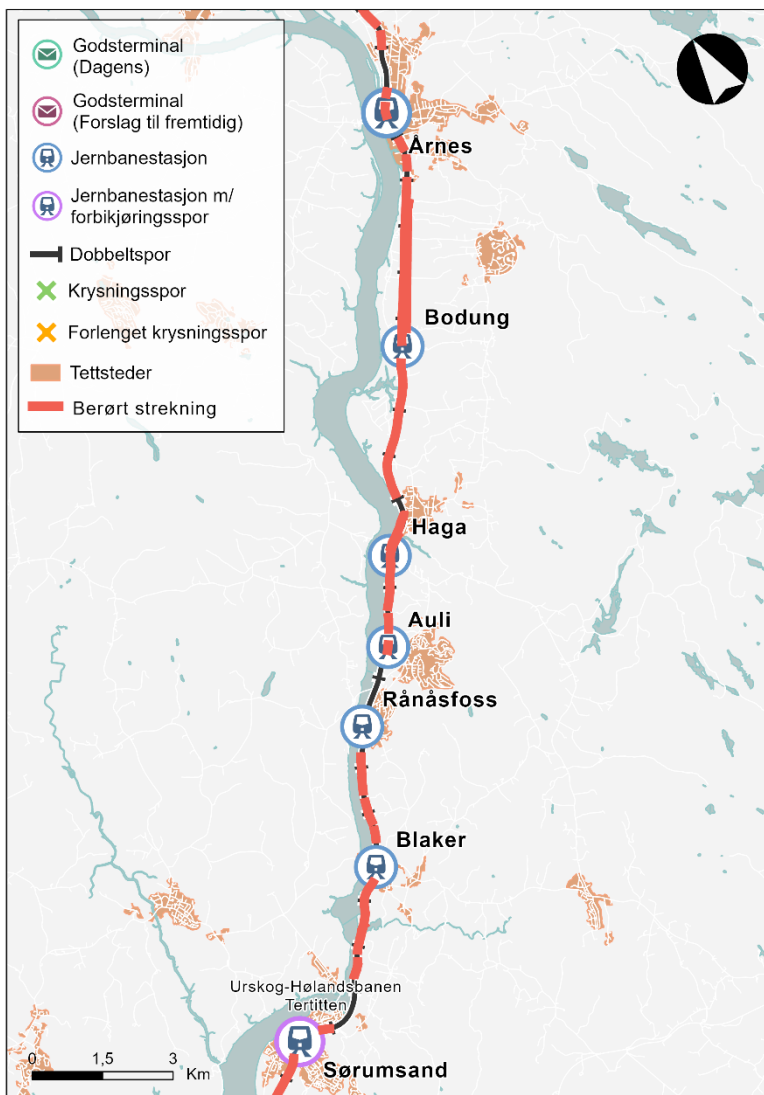 Godsterminal
(Dagens)
Godsterminal
(Forslag til fremtidig)
Jernbanestasjon
Jernbanestasjon m/
forbikjøringsspor
Dobbeltspor
Krysningsspor
Forlenget krysningsspor
Tettsteder
Berørt strekning
Årnes
Bodung
Haga
Auli
Rånåsfoss
Blaker
Urskog-Hølandsbanen
Tertitten
Sørumsand
0 1,5 3
Km